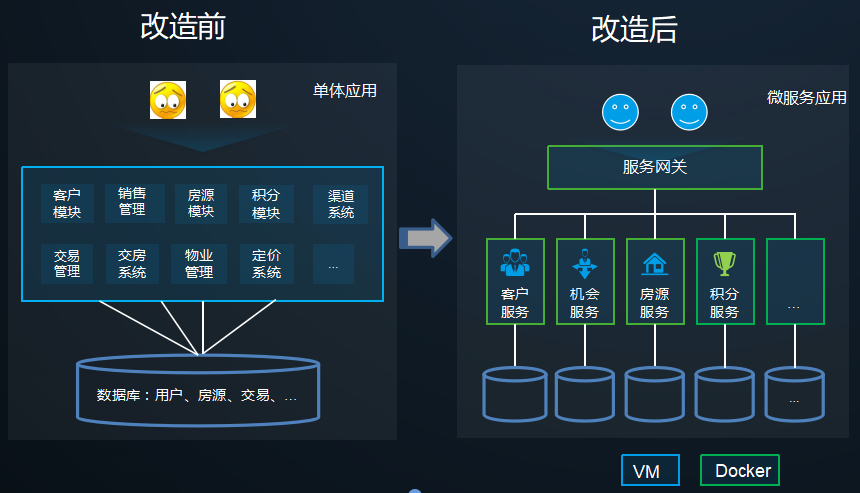 改造前
改造后
单体应用
微服务应用
客户
模块
销售
管理
房源
模块
积分
模块
渠道
系统
交易
管理
交房
系统
物业
管理
定价
系统
...
数据库：用户、房源、交易、...
服务网关
客户
服务
机会
服务
房源
服务
积分
服务
...
...
VM
Docker